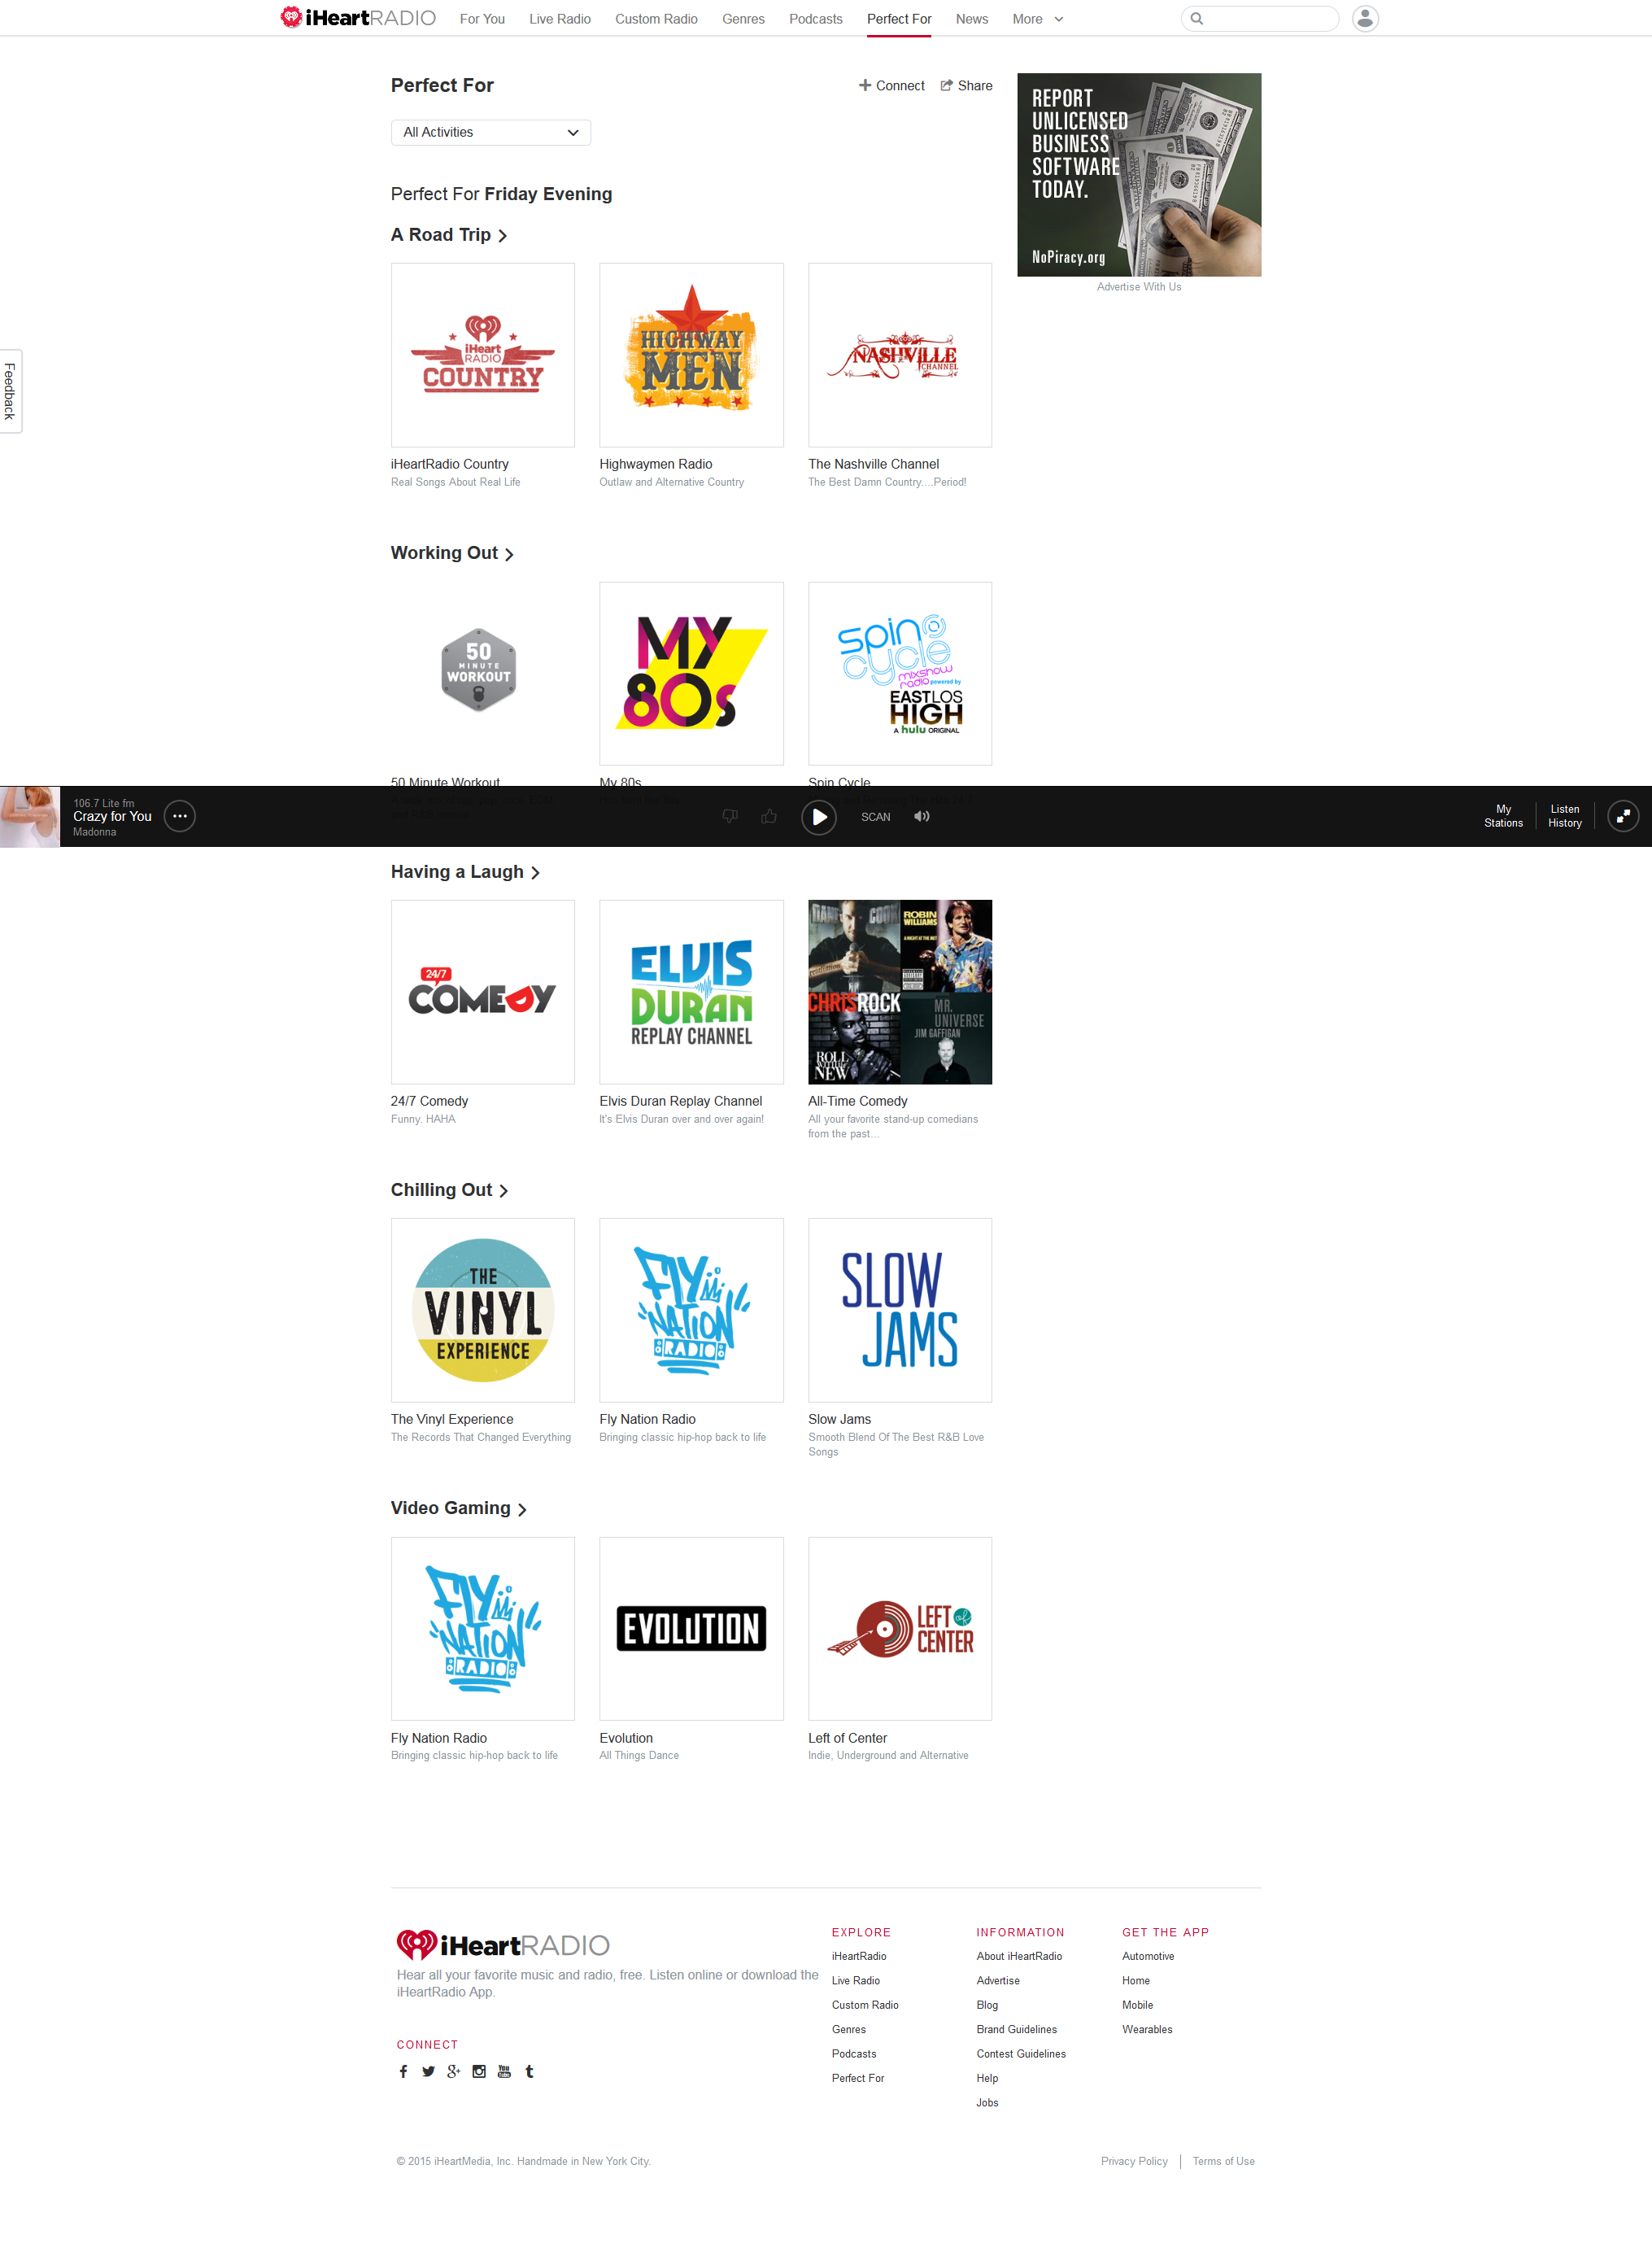 iHeartRADIO
For You
Live Radio
Custom Radio
Genres
Podcasts
Perfect For
News
More
Perfect For
Connect
Share
All Activities
REPORT
UNLICENSED
BUSINESS
SOFTWARE
TODAY.
NoPiracy.org
Advertise With Us
Perfect For Friday Evening
A Road Trip
iHeart
RADIO
COUNTRY
HIGHWAY
MEN
NASHVILLE
CHANNEL
iHeartRadio Country
Real Songs About Real Life
Highwaymen Radio
Outlaw and Alternative Country
The Nashville Channel
The Best Damn Country....Period!
Feedback
Working Out
50
MINUTE
WORKOUT
MY
80s
spin
cycle
mixshow
radio powered by
EASTLOS
HIGH
A hulu ORIGINAL
50 Minute Workout
My 80s
Spin Cycle
106.7 Lite fm
Crazy for You
Madonna
SCAN
My
Stations
Listen
History
Having a Laugh
24/7
COMEDY
ELVIS
DURAN
REPLAY CHANNEL
DANE COOK
ROBIN
WILLIAMS
A NIGHT AT THE MET
CHRIS ROCK
ROLL
WITH THE
NEW
MR.
UNIVERSE
JIM GAFFIGAN
24/7 Comedy
Funny. HAHA
Elvis Duran Replay Channel
It's Elvis Duran over and over again!
All-Time Comedy
All your favorite stand-up comedians
from the past...
Chilling Out
THE
VINYL
EXPERIENCE
FLY
NATION
RADIO
SLOW
JAMS
The Vinyl Experience
The Records That Changed Everything
Fly Nation Radio
Bringing classic hip-hop back to life
Slow Jams
Smooth Blend Of The Best R&B Love
Songs
Video Gaming
FLY
NATION
RADIO
EVOLUTION
LEFT of
CENTER
Fly Nation Radio
Bringing classic hip-hop back to life
Evolution
All Things Dance
Left of Center
Indie, Underground and Alternative
iHeartRADIO
Hear all your favorite music and radio, free. Listen online or download the
iHeartRadio App.
CONNECT
You
Tube
EXPLORE
iHeartRadio
Live Radio
Custom Radio
Genres
Podcasts
Perfect For
INFORMATION
About iHeartRadio
Advertise
Blog
Brand Guidelines
Contest Guidelines
Help
Jobs
GET THE APP
Automotive
Home
Mobile
Wearables
© 2015 iHeartMedia, Inc. Handmade in New York City.
Privacy Policy
Terms of Use